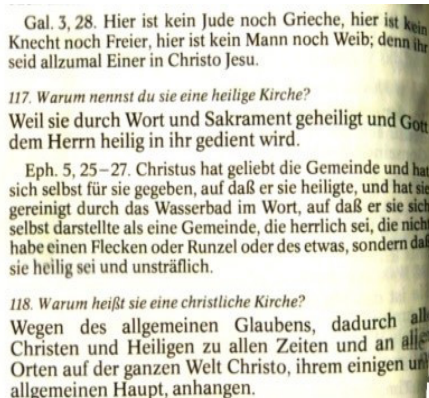 Gal. 3, 28. Hier ist kein Jude noch Grieche, hier ist kein
Knecht noch Freier, hier ist kein Mann noch Weib; denn ihr
seid allzumal Einer in Christo Jesu.
117. Warum nennst du sie eine heilige Kirche?
Weil sie durch Wort und Sakrament geheiligt und Gott
dem Herrn heilig in ihr gedient wird.
Eph. 5, 25–27. Christus hat geliebt die Gemeinde und hat
sich selbst für sie gegeben, auf daß er sie heiligte, und hat sie
gereinigt durch das Wasserbad im Wort, auf daß er sie sich
selbst darstellte als eine Gemeinde, die herrlich sei, die nicht
habe einen Flecken oder Runzel oder des etwas, sondern daß
sie heilig sei und unsträflich.
118. Warum heißt sie eine christliche Kirche?
Wegen des allgemeinen Glaubens, dadurch alle
Christen und Heiligen zu allen Zeiten und an allen
Orten auf der ganzen Welt Christo, ihrem einigen und
allgemeinen Haupt, anhangen.